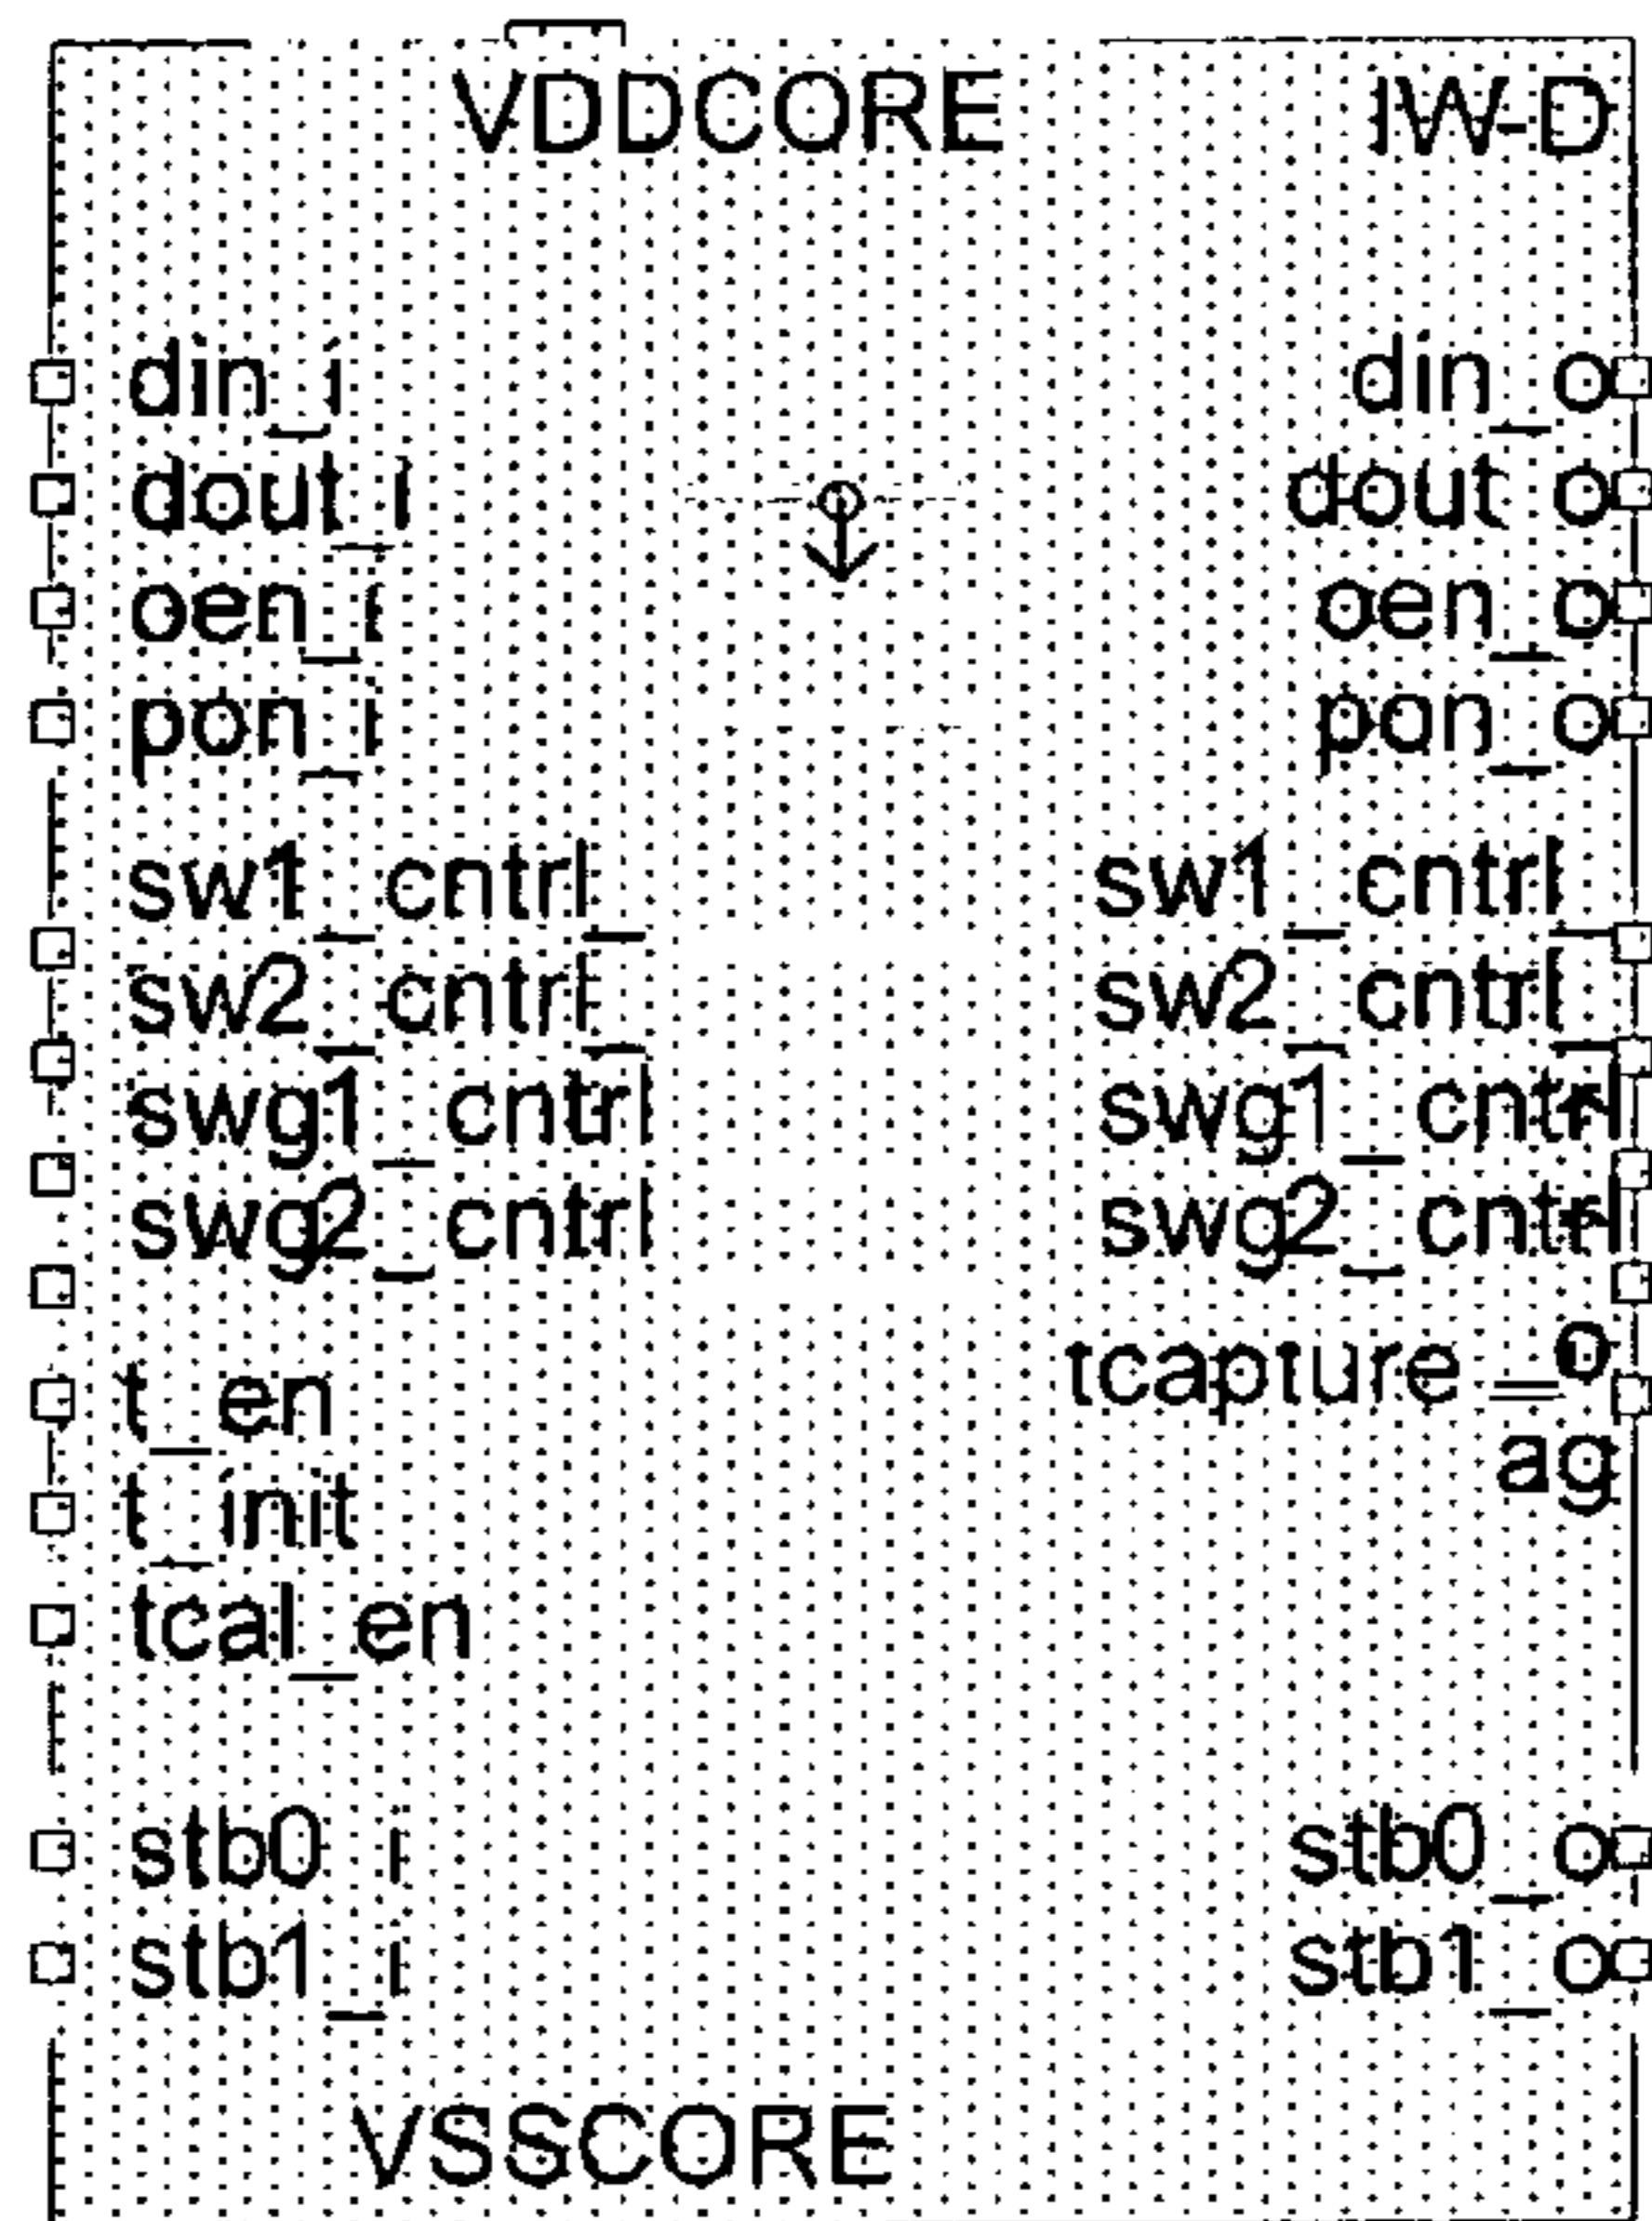 VDDCORE IW-D
din_i din_o
dout_i dout_o
oen_i oen_o
pon_i pon_o
sw1_cntrl_ sw1_cntrl_
sw2_cntrl_ sw2_cntrl_
swg1_cntrl swg1_cntrl
swg2_cntrl swg2_cntrl
t_en tcapture_o
ag
t_init
tcal_en
stb0_i stb0_o
stb1_i stb1_o
VSSCORE